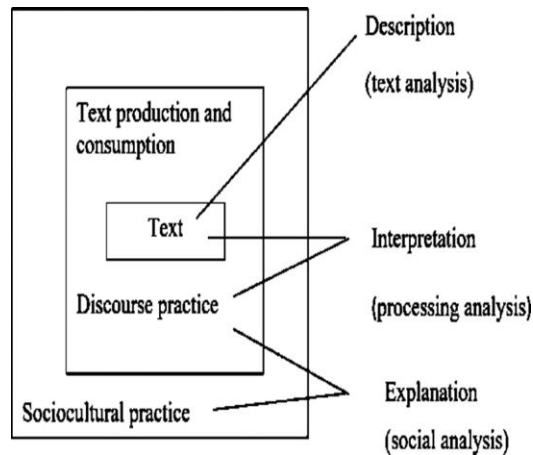 Description
(text analysis)
Text production and
consumption
Text
Interpretation
Discourse practice
(processing analysis)
Explanation
Sociocultural practice
(social analysis)